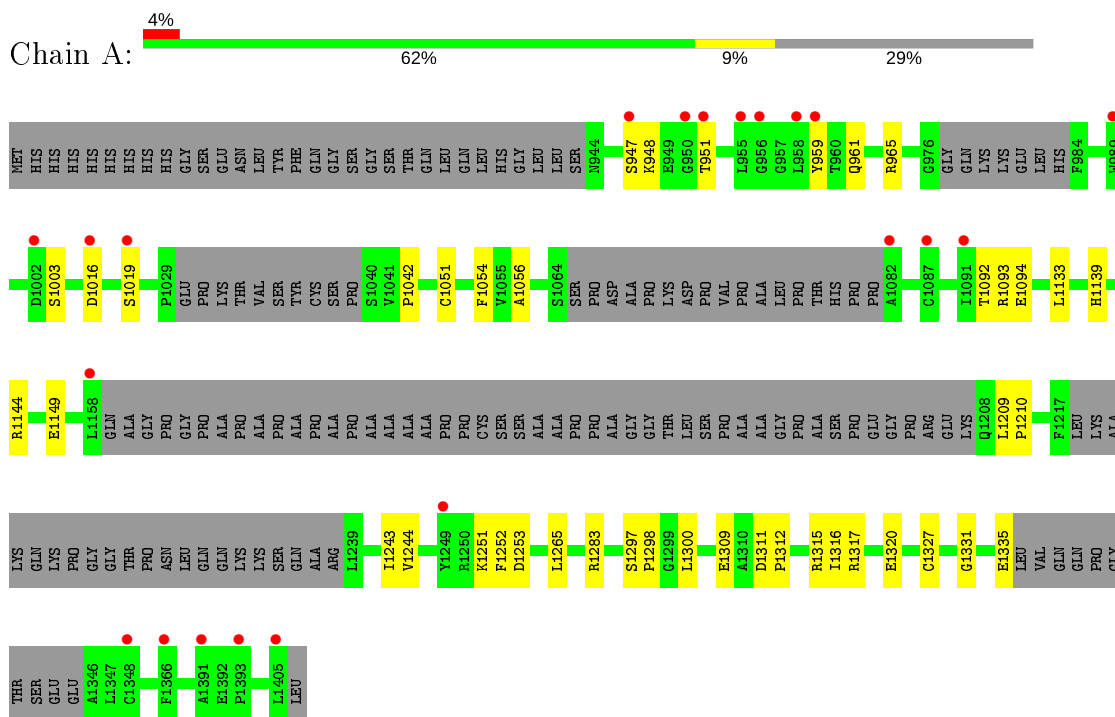 4%
Chain A:
62% 9% 29%
MET HIS HIS HIS HIS HIS HIS HIS HIS HIS GLY SER GLU ASN LEU TYR PHE GLN GLY SER GLY SER THR GLN LEU GLN LEU HIS GLY LEU LEU SER N944 S947 K948 E949 G950 T951 L955 G956 G957 L958 Y959 T960 Q961 R965 G976 GLY GLN LYS LYS GLU LEU HIS F984
D1002 S1003 D1016 S1019 P1029 GLU PRO LYS THR VAL SER TYR CYS SER PRO S1040 V1041 P1042 C1051 F1054 V1055 A1056 S1064 SER PRO ASP ALA PRO LYS ASP PRO VAL PRO ALA LEU PRO THR HIS PRO PRO A1082 C1087 I1091 T1092 R1093 E1094 L1133 H1139
R1144 E1149 L1158 GLN ALA GLY PRO GLY PRO ALA PRO ALA PRO ALA PRO ALA PRO ALA ALA ALA ALA ALA PRO PRO CYS SER SER ALA ALA PRO PRO ALA GLY GLY THR LEU SER PRO ALA ALA GLY PRO ALA SER PRO GLU GLY PRO ARG GLU LYS Q1208 L1209 P1210 F1217 LEU LYS ALA
LYS GLN LYS PRO GLY GLY THR PRO ASN LEU GLN GLN LYS LYS SER GLN ALA ARG L1239 I1243 V1244 Y1249 R1250 K1251 F1252 D1253 L1265 R1283 S1297 P1298 G1299 L1300 E1309 A1310 D1311 P1312 R1315 I1316 R1317 E1320 C1327 G1331 E1335 LEU VAL GLN GLN PRO GLY
THR SER GLU GLU A1346 L1347 C1348 F1366 A1391 E1392 P1393 L1405 LEU